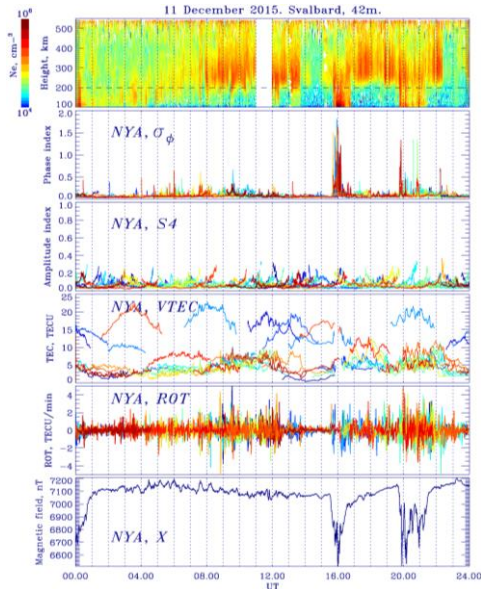 11 December 2015. Svalbard, 42m.
Ne, cm⁻³
10⁶
10⁴
Height, km
500
400
300
200
100
NYA, σ_ϕ
Phase index
2.0
1.5
1.0
0.5
0.0
NYA, S4
Amplitude index
1.0
0.8
0.6
0.4
0.2
0.0
NYA, VTEC
TEC, TECU
25
20
15
10
5
0
NYA, ROT
ROT, TECU/min
4
2
0
-2
-4
NYA, X
Magnetic field, nT
7200
7100
7000
6900
6800
6700
6600
00.00 04.00 08.00 12.00 16.00 20.00 24.00
UT